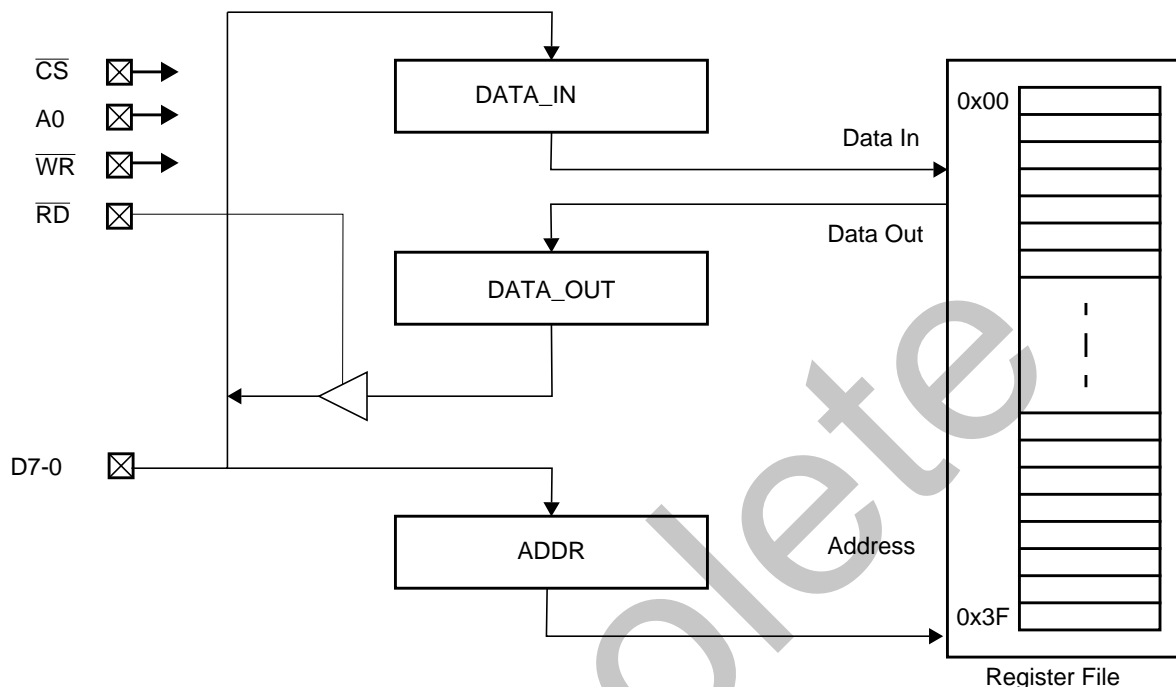 CS
A0
WR
RD
D7-0
DATA_IN
Data In
Data Out
DATA_OUT
ADDR
Address
0x00
0x3F
Register File